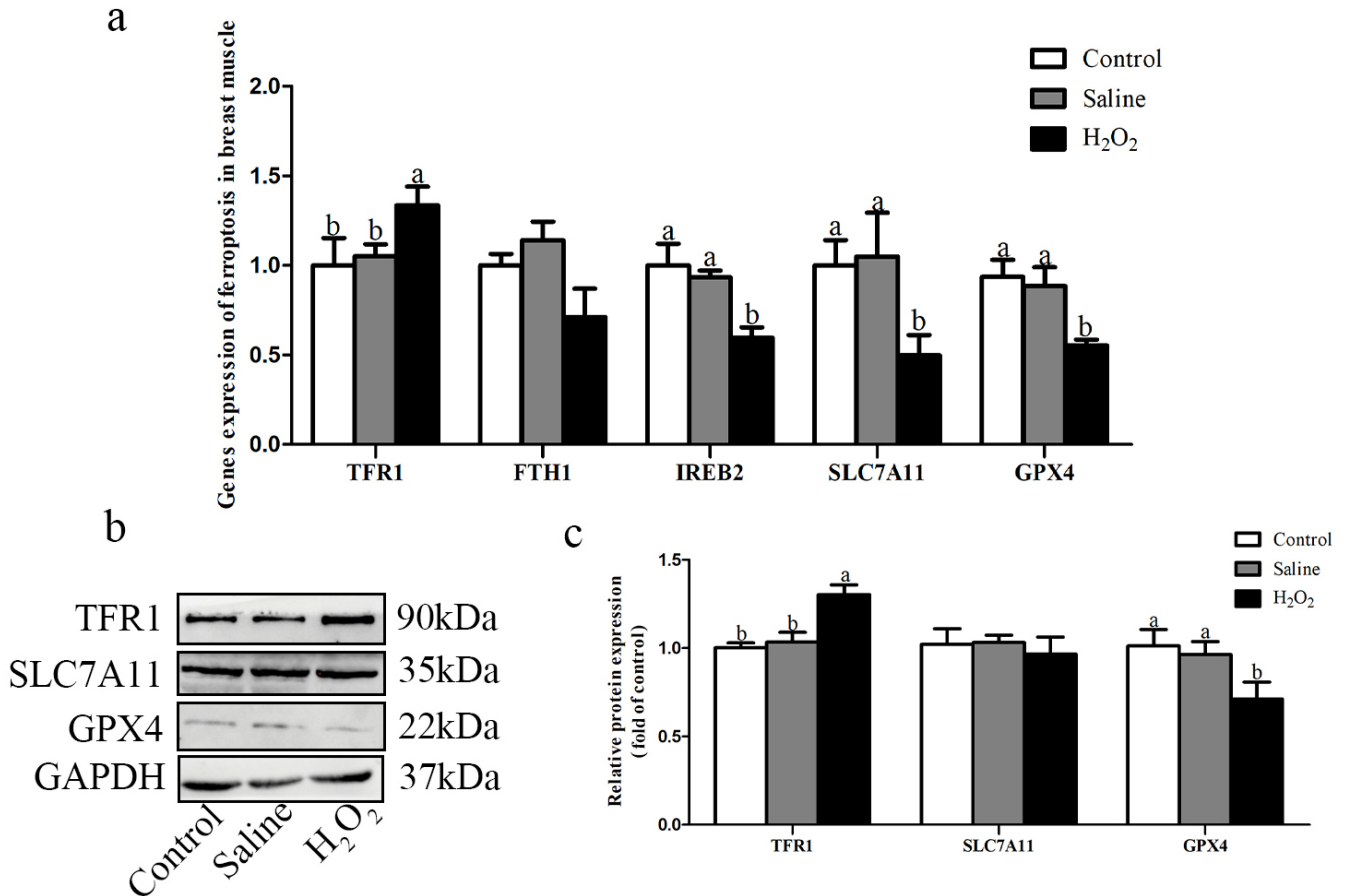 a
Genes expression of ferroptosis in breast muscle
2.0
1.5
1.0
0.5
0.0
Control
Saline
H₂O₂
b b a
a a b
a a b
a a b
TFR1 FTH1 IREB2 SLC7A11 GPX4
b
TFR1 90kDa
SLC7A11 35kDa
GPX4 22kDa
GAPDH 37kDa
Control Saline H₂O₂
c
Relative protein expression
(fold of control)
1.5
1.0
0.5
0.0
Control
Saline
H₂O₂
b b a
a a b
TFR1 SLC7A11 GPX4